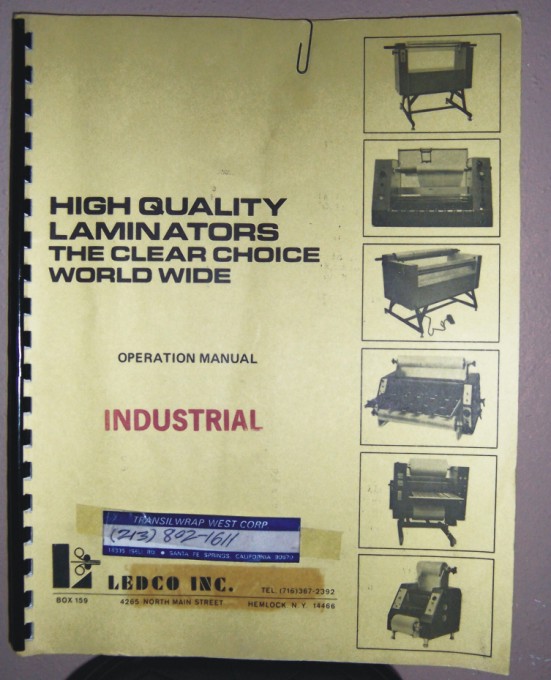 HIGH QUALITY
LAMINATORS
THE CLEAR CHOICE
WORLD WIDE
OPERATION MANUAL
INDUSTRIAL
TRANSILWRAP WEST CORP
(213) 802-1611
SANTA FE SPRINGS, CALIFORNIA
LEDCO INC. TEL: (716)367-2392
BOX 159 4265 NORTH MAIN STREET HEMLOCK N.Y. 14466